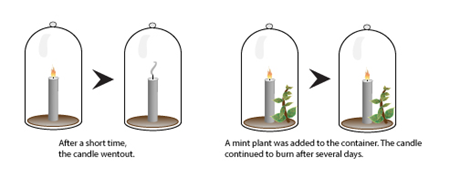 After a short time,
the candle wentout.
A mint plant was added to the container. The candle
continued to burn after several days.